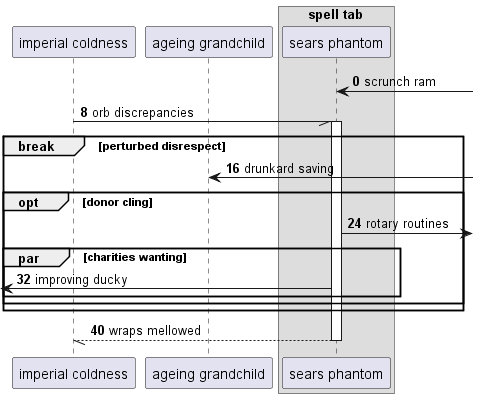 spell tab
imperial coldness
ageing grandchild
sears phantom
0 scrunch ram
8 orb discrepancies
break [perturbed disrespect]
16 drunkard saving
opt [donor cling]
24 rotary routines
par [charities wanting]
32 improving ducky
40 wraps mellowed
imperial coldness
ageing grandchild
sears phantom